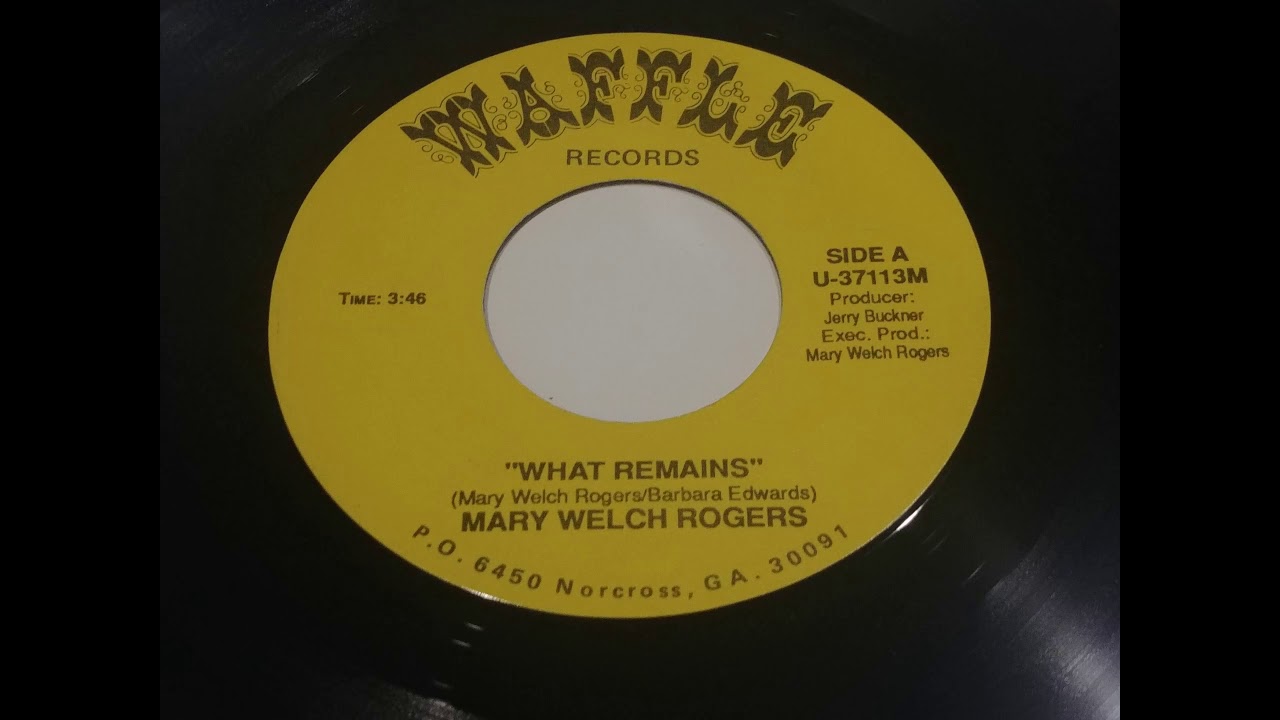 WAFFLE
RECORDS
SIDE A
U-37113M
Producer:
Jerry Buckner
Exec. Prod.:
Mary Welch Rogers
TIME: 3:46
"WHAT REMAINS"
(Mary Welch Rogers/Barbara Edwards)
MARY WELCH ROGERS
P.O. 6450 Norcross, GA. 30091